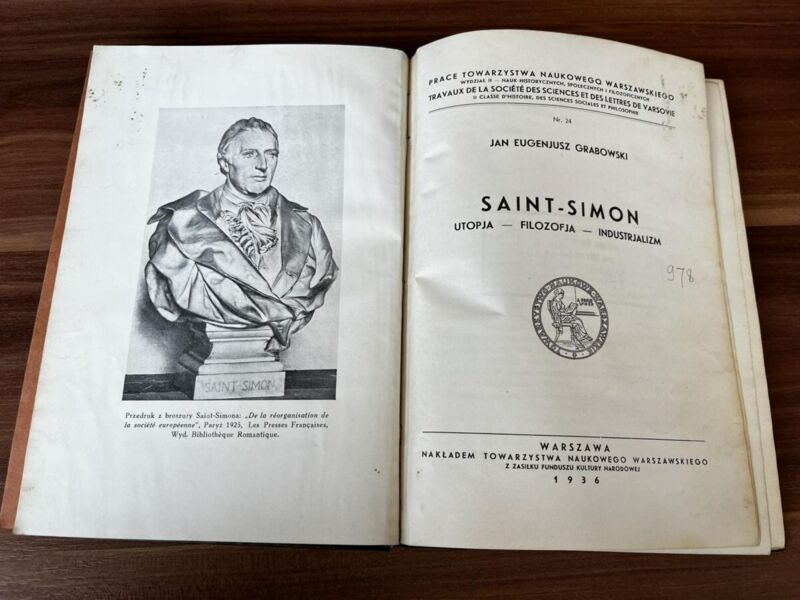 SAINT-SIMON
Przedruk z broszury Saint-Simona: „De la réorganisation de
la société européenne", Paryż 1925, Les Presses Françaises,
Wyd. Bibliothèque Romantique.
PRACE TOWARZYSTWA NAUKOWEGO WARSZAWSKIEGO
WYDZIAŁ II — NAUK HISTORYCZNYCH, SPOŁECZNYCH I FILOZOFICZNYCH
TRAVAUX DE LA SOCIÉTÉ DES SCIENCES ET DES LETTRES DE VARSOVIE
II CLASSE D'HISTOIRE, DES SCIENCES SOCIALES ET PHILOSOPHIE
Nr. 24
JAN EUGENJUSZ GRABOWSKI
SAINT-SIMON
UTOPJA — FILOZOFJA — INDUSTRJALIZM
978
TOWARZYSTWO·NAUKOWE·WARSZAWSKIE
WARSZAWA
NAKŁADEM TOWARZYSTWA NAUKOWEGO WARSZAWSKIEGO
Z ZASIŁKU FUNDUSZU KULTURY NARODOWEJ
1936